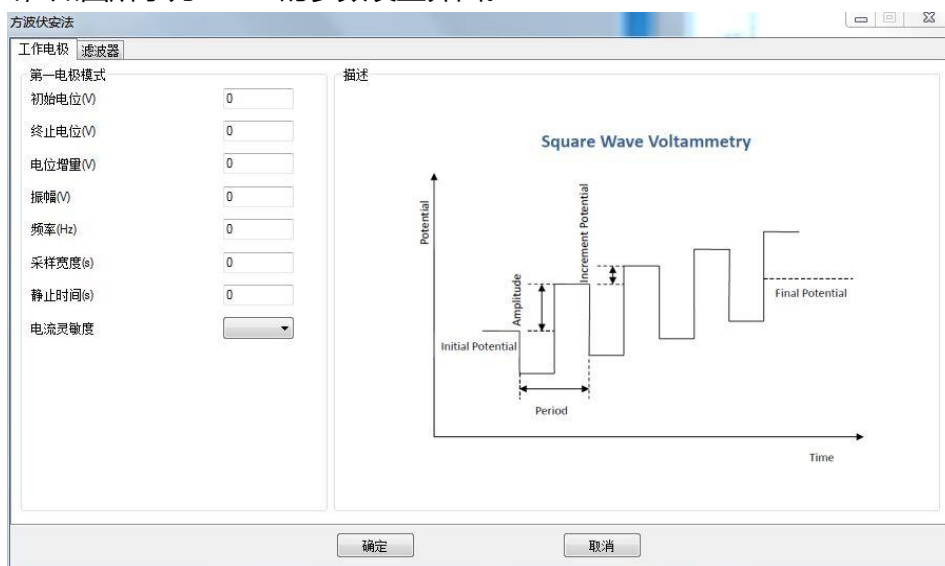 方波伏安法
工作电极 滤波器
第一电极模式
初始电位(V) 0
终止电位(V) 0
电位增量(V) 0
振幅(V) 0
频率(Hz) 0
采样宽度(s) 0
静止时间(s) 0
电流灵敏度
描述
Square Wave Voltammetry
Potential
Amplitude
Increment Potential
Initial Potential
Final Potential
Period
Time
确定 取消